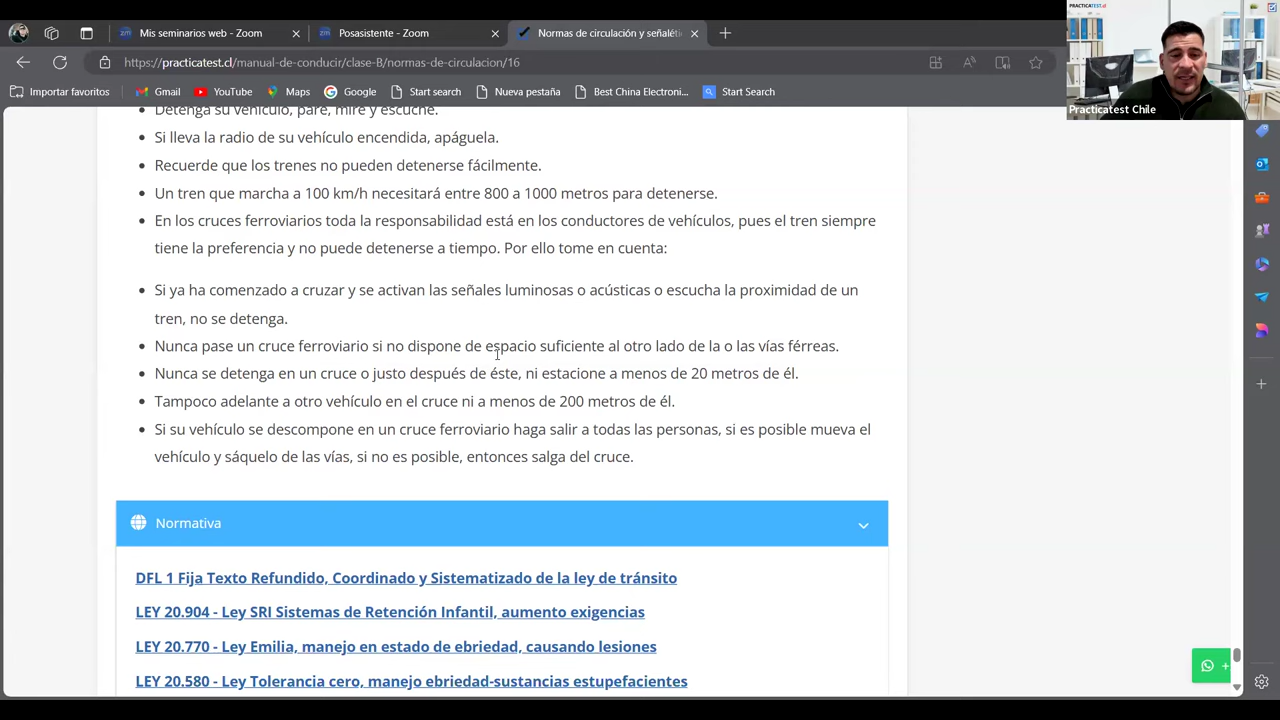 PRACTICATEST.cl
Mis seminarios web - Zoom
Posasistente - Zoom
Normas de circulación y señaléti
https://practicatest.cl/manual-de-conducir/clase-B/normas-de-circulacion/16
Importar favoritos
Gmail
YouTube
Maps
Google
Start search
Nueva pestaña
Best China Electroni...
Start Search
Practicatest Chile
Detenga su vehículo, pare, mire y escuche.
Si lleva la radio de su vehículo encendida, apáguela.
Recuerde que los trenes no pueden detenerse fácilmente.
Un tren que marcha a 100 km/h necesitará entre 800 a 1000 metros para detenerse.
En los cruces ferroviarios toda la responsabilidad está en los conductores de vehículos, pues el tren siempre
tiene la preferencia y no puede detenerse a tiempo. Por ello tome en cuenta:
Si ya ha comenzado a cruzar y se activan las señales luminosas o acústicas o escucha la proximidad de un
tren, no se detenga.
Nunca pase un cruce ferroviario si no dispone de espacio suficiente al otro lado de la o las vías férreas.
Nunca se detenga en un cruce o justo después de éste, ni estacione a menos de 20 metros de él.
Tampoco adelante a otro vehículo en el cruce ni a menos de 200 metros de él.
Si su vehículo se descompone en un cruce ferroviario haga salir a todas las personas, si es posible mueva el
vehículo y sáquelo de las vías, si no es posible, entonces salga del cruce.
Normativa
DFL 1 Fija Texto Refundido, Coordinado y Sistematizado de la ley de tránsito
LEY 20.904 - Ley SRI Sistemas de Retención Infantil, aumento exigencias
LEY 20.770 - Ley Emilia, manejo en estado de ebriedad, causando lesiones
LEY 20.580 - Ley Tolerancia cero, manejo ebriedad-sustancias estupefacientes